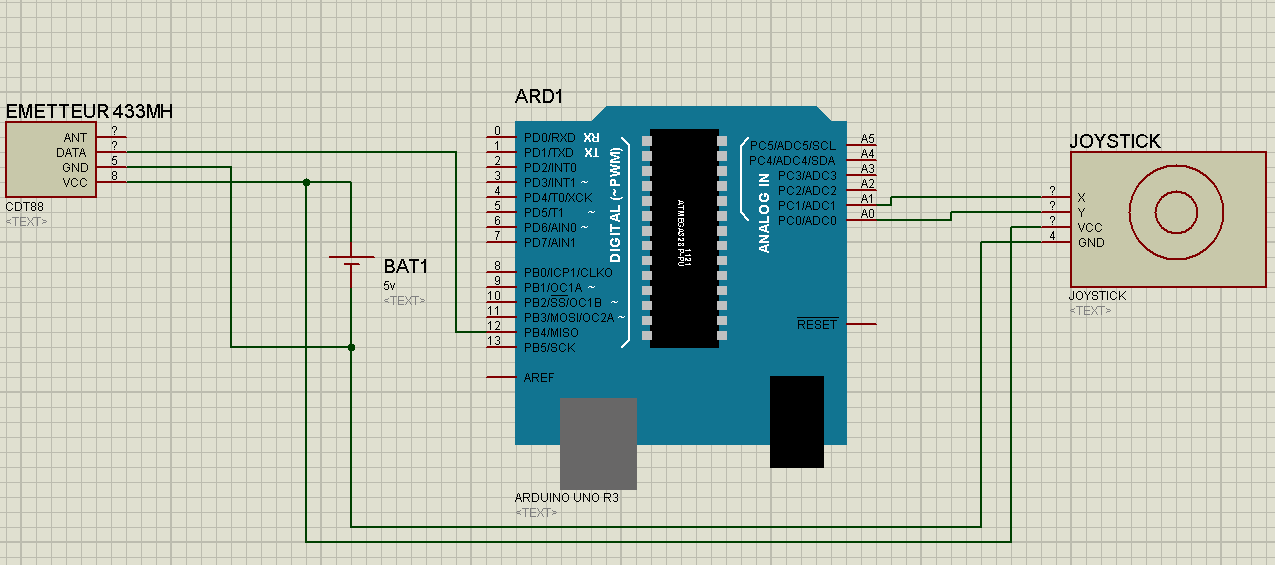 EMETTEUR 433MH
ANT ?
DATA ?
GND 5
VCC 8
CDT88
<TEXT>
BAT1
5v
<TEXT>
ARD1
0 PD0/RXD RX
1 PD1/TXD TX
2 PD2/INT0
3 PD3/INT1 ~
4 PD4/T0/XCK
5 PD5/T1 ~
6 PD6/AIN0 ~
7 PD7/AIN1
8 PB0/ICP1/CLKO
9 PB1/OC1A ~
10 PB2/SS/OC1B ~
11 PB3/MOSI/OC2A ~
12 PB4/MISO
13 PB5/SCK
AREF
DIGITAL (~PWM)
1121
ANALOG IN
PC5/ADC5/SCL A5
PC4/ADC4/SDA A4
PC3/ADC3 A3
PC2/ADC2 A2
PC1/ADC1 A1
PC0/ADC0 A0
RESET
ARDUINO UNO R3
<TEXT>
JOYSTICK
? X
? Y
? VCC
4 GND
JOYSTICK
<TEXT>